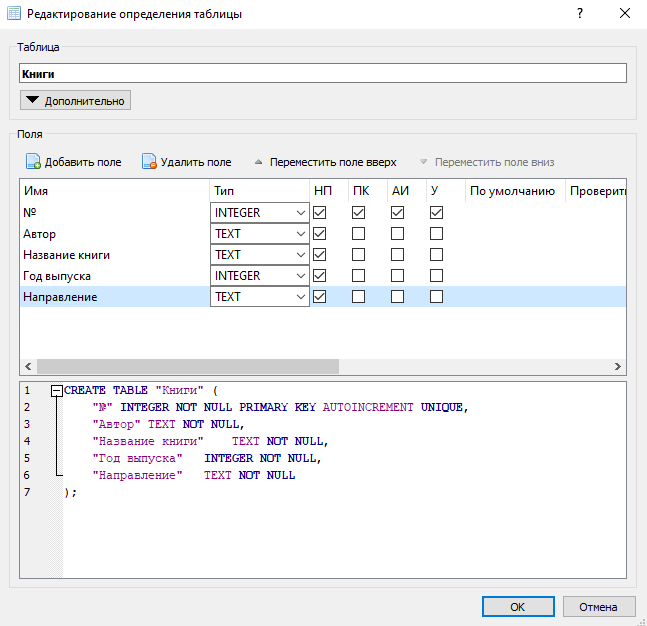 Редактирование определения таблицы ?
Таблица
Книги
Дополнительно
Поля
Добавить поле Удалить поле Переместить поле вверх Переместить поле вниз
Имя Тип НП ПК АИ У По умолчанию Проверить
№ INTEGER
Автор TEXT
Название книги TEXT
Год выпуска INTEGER
Направление TEXT
1 CREATE TABLE "Книги" (
2 "№" INTEGER NOT NULL PRIMARY KEY AUTOINCREMENT UNIQUE,
3 "Автор" TEXT NOT NULL,
4 "Название книги" TEXT NOT NULL,
5 "Год выпуска" INTEGER NOT NULL,
6 "Направление" TEXT NOT NULL
7 );
OK Отмена